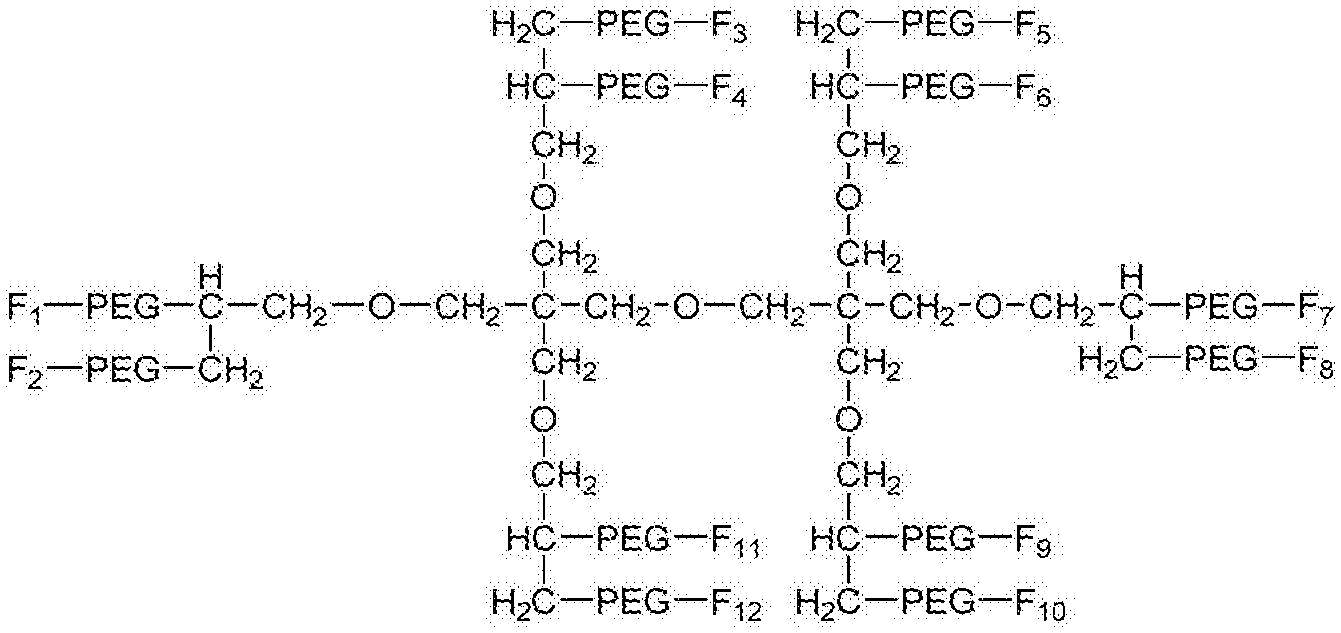 H₂C—PEG—F₃ H₂C—PEG—F₅
HC—PEG—F₄ HC—PEG—F₆
CH₂ CH₂
O O
CH₂ CH₂
H H
F₁—PEG—C—CH₂—O—CH₂—C—CH₂—O—CH₂—C—CH₂—O—CH₂—C—PEG—F₇
F₂—PEG—CH₂ CH₂ CH₂ H₂C—PEG—F₈
O O
CH₂ CH₂
HC—PEG—F₁₁ HC—PEG—F₉
H₂C—PEG—F₁₂ H₂C—PEG—F₁₀